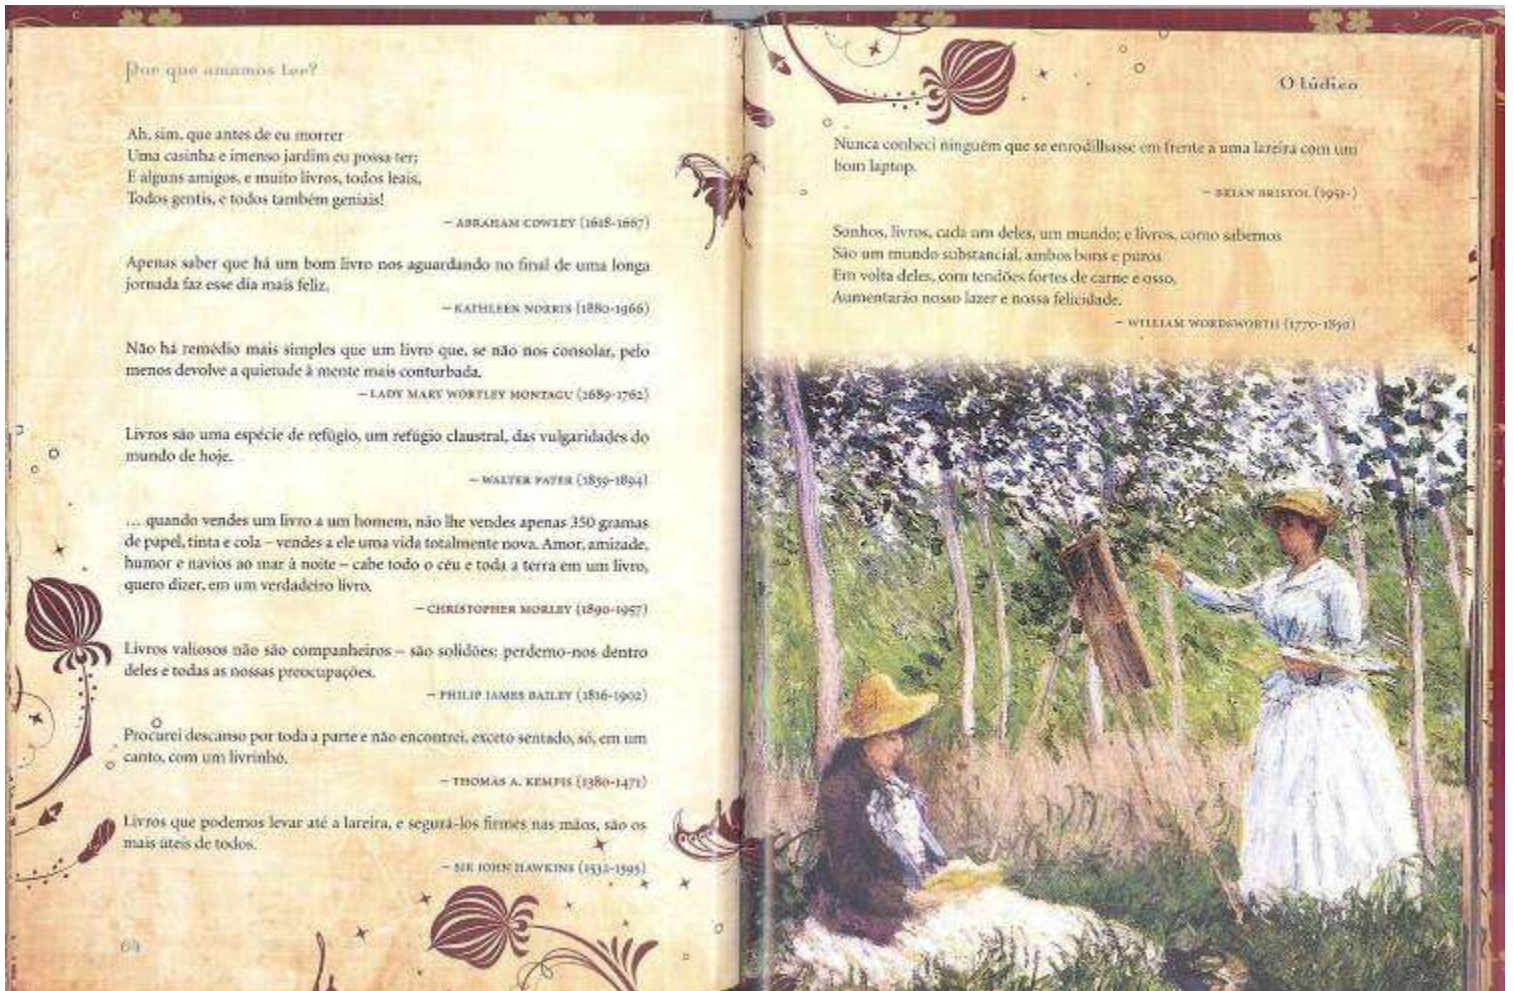 Por que amamos ler?
Ah, sim, que antes de eu morrer
Uma casinha e imenso jardim eu possa ter;
E alguns amigos, e muito livros, todos leais,
Todos gentis, e todos também geniais!
– ABRAHAM COWLEY (1618-1667)
Apenas saber que há um bom livro nos aguardando no final de uma longa
jornada faz esse dia mais feliz.
– KATHLEEN NORRIS (1880-1966)
Não há remédio mais simples que um livro que, se não nos consolar, pelo
menos devolve a quietude à mente mais conturbada.
– LADY MARY WORTLEY MONTAGU (1689-1762)
Livros são uma espécie de refúgio, um refúgio claustral, das vulgaridades do
mundo de hoje.
– WALTER PATER (1839-1894)
... quando vendes um livro a um homem, não lhe vendes apenas 350 gramas
de papel, tinta e cola – vendes a ele uma vida totalmente nova. Amor, amizade,
humor e navios ao mar à noite – cabe todo o céu e toda a terra em um livro,
quero dizer, em um verdadeiro livro.
– CHRISTOPHER MORLEY (1890-1957)
Livros valiosos não são companheiros – são solidões: perdemo-nos dentro
deles e todas as nossas preocupações.
– PHILIP JAMES BAILEY (1816-1902)
Procurei descanso por toda a parte e não encontrei, exceto sentado, só, em um
canto, com um livrinho.
– THOMAS A. KEMPIS (1380-1471)
Livros que podemos levar até a lareira, e segurá-los firmes nas mãos, são os
mais úteis de todos.
– SIR JOHN HAWKINS (1532-1595)
64
O lúdico
Nunca conheci ninguém que se enrodilhasse em frente a uma lareira com um
bom laptop.
– BRIAN BRISTOL (1951-)
Sonhos, livros, cada um deles, um mundo; e livros, como sabemos
São um mundo substancial, ambos bons e puros
Em volta deles, com tendões fortes de carne e osso,
Aumentarão nosso lazer e nossa felicidade.
– WILLIAM WORDSWORTH (1770-1850)